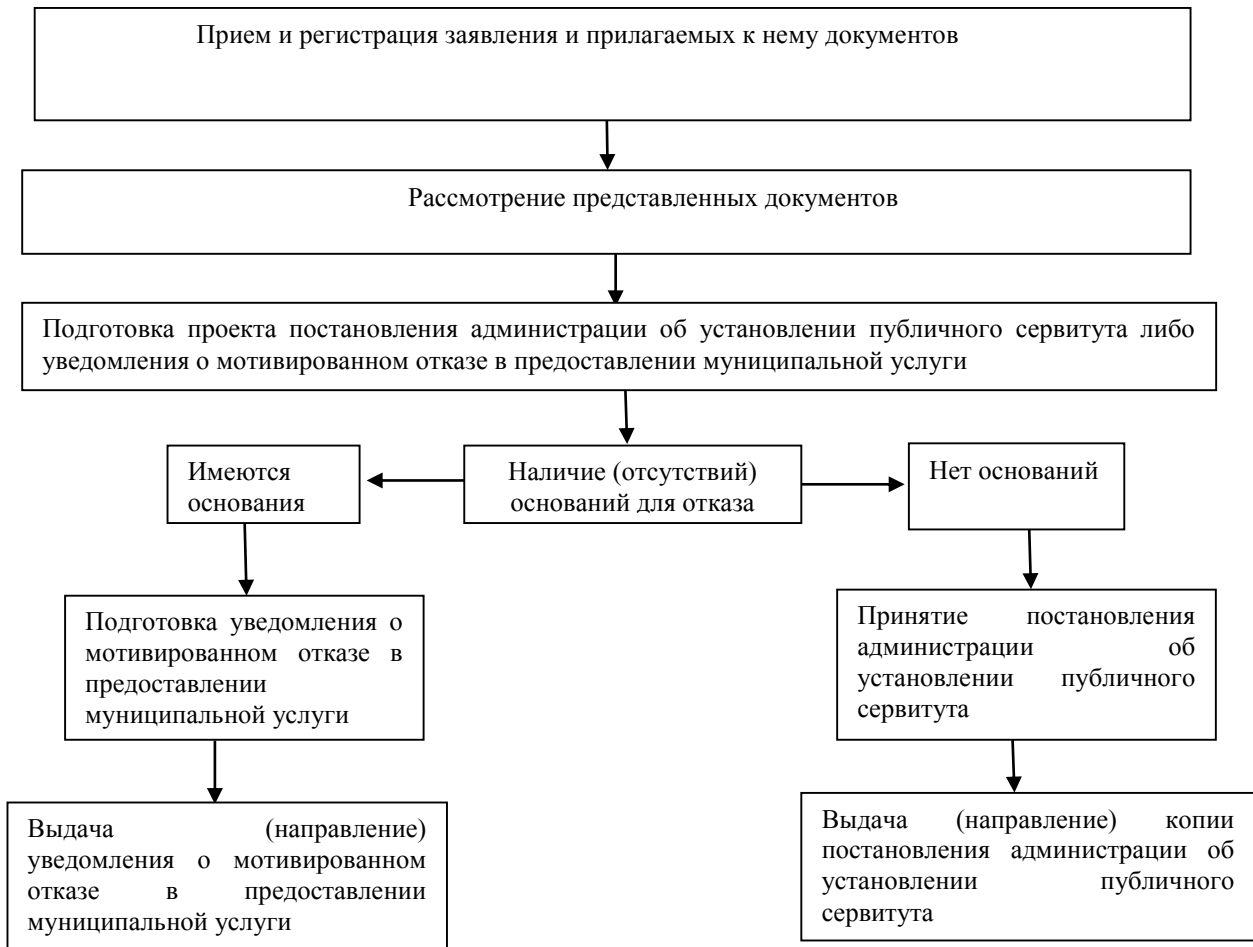 Прием и регистрация заявления и прилагаемых к нему документов
Рассмотрение представленных документов
Подготовка проекта постановления администрации об установлении публичного сервитута либо
уведомления о мотивированном отказе в предоставлении муниципальной услуги
Имеются
основания
Наличие (отсутствий)
оснований для отказа
Нет оснований
Подготовка уведомления о
мотивированном отказе в
предоставлении
муниципальной услуги
Принятие постановления
администрации об
установлении публичного
сервитута
Выдача (направление)
уведомления о мотивированном
отказе в предоставлении
муниципальной услуги
Выдача (направление) копии
постановления администрации об
установлении публичного
сервитута